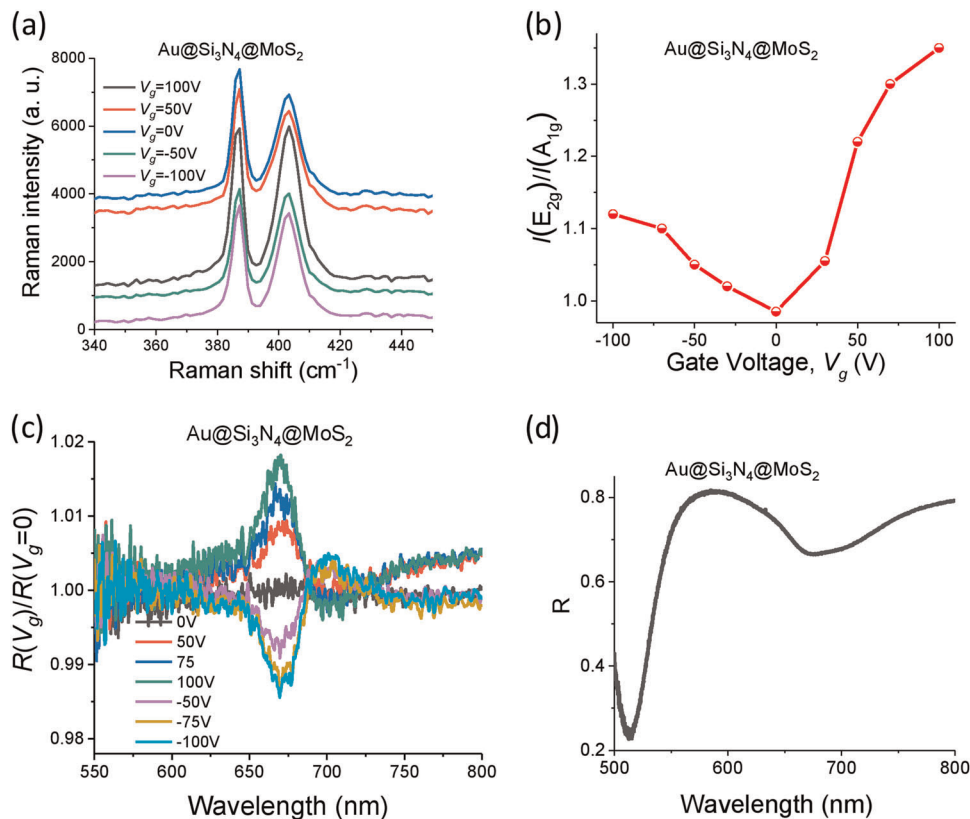 (a)
Au@Si₃N₄@MoS₂
Vg=100V
Vg=50V
Vg=0V
Vg=-50V
Vg=-100V
8000
6000
4000
2000
0
Raman intensity (a. u.)
340 360 380 400 420 440
Raman shift (cm⁻¹)
(b)
Au@Si₃N₄@MoS₂
1.3
1.2
1.1
1.0
I(E₂g)/I(A₁g)
-100 -50 0 50 100
Gate Voltage, Vg (V)
(c)
Au@Si₃N₄@MoS₂
1.02
1.01
1.00
0.99
0.98
R(Vg)/R(Vg=0)
0V
50V
75
100V
-50V
-75V
-100V
550 600 650 700 750 800
Wavelength (nm)
(d)
Au@Si₃N₄@MoS₂
0.8
0.6
0.4
0.2
R
500 600 700 800
Wavelength (nm)